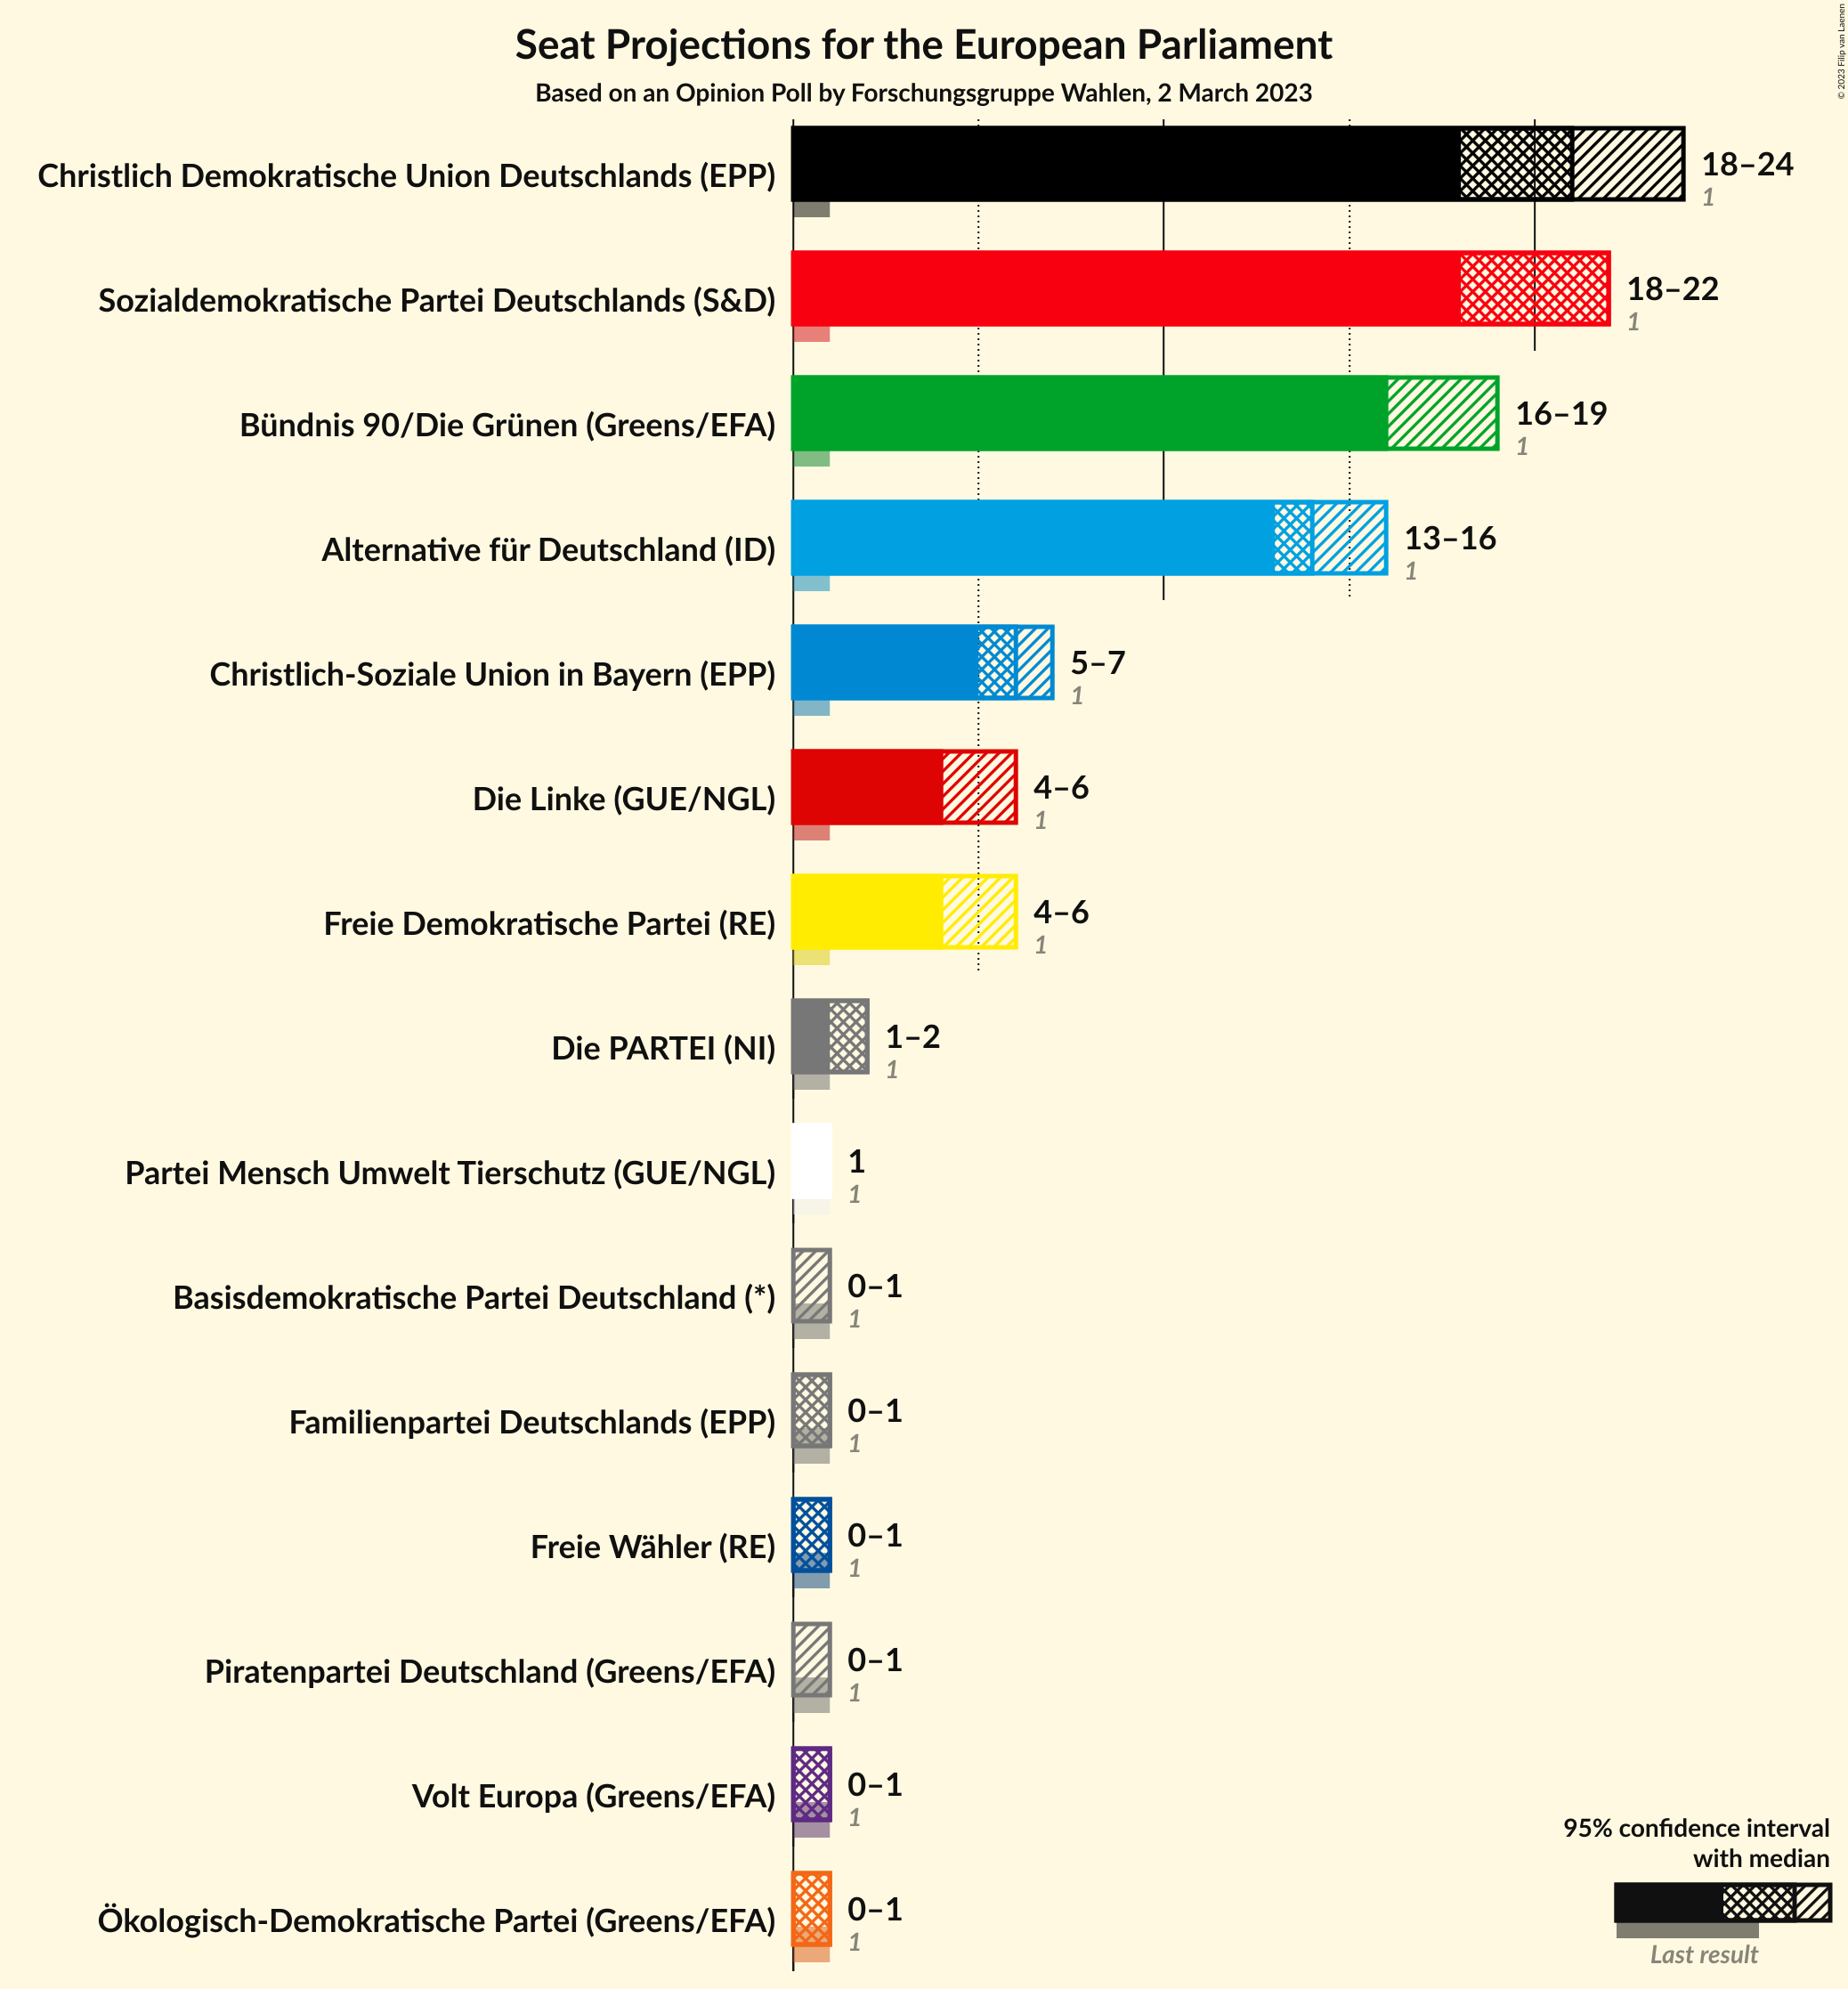 Seat Projections for the European Parliament
Based on an Opinion Poll by Forschungsgruppe Wahlen, 2 March 2023
© 2023 Filip van Laenen
Christlich Demokratische Union Deutschlands (EPP)
18–24
1
Sozialdemokratische Partei Deutschlands (S&D)
18–22
1
Bündnis 90/Die Grünen (Greens/EFA)
16–19
1
Alternative für Deutschland (ID)
13–16
1
Christlich-Soziale Union in Bayern (EPP)
5–7
1
Die Linke (GUE/NGL)
4–6
1
Freie Demokratische Partei (RE)
4–6
1
Die PARTEI (NI)
1–2
1
Partei Mensch Umwelt Tierschutz (GUE/NGL)
1
1
Basisdemokratische Partei Deutschland (*)
0–1
1
Familienpartei Deutschlands (EPP)
0–1
1
Freie Wähler (RE)
0–1
1
Piratenpartei Deutschland (Greens/EFA)
0–1
1
Volt Europa (Greens/EFA)
0–1
1
Ökologisch-Demokratische Partei (Greens/EFA)
0–1
1
95% confidence interval
with median
Last result